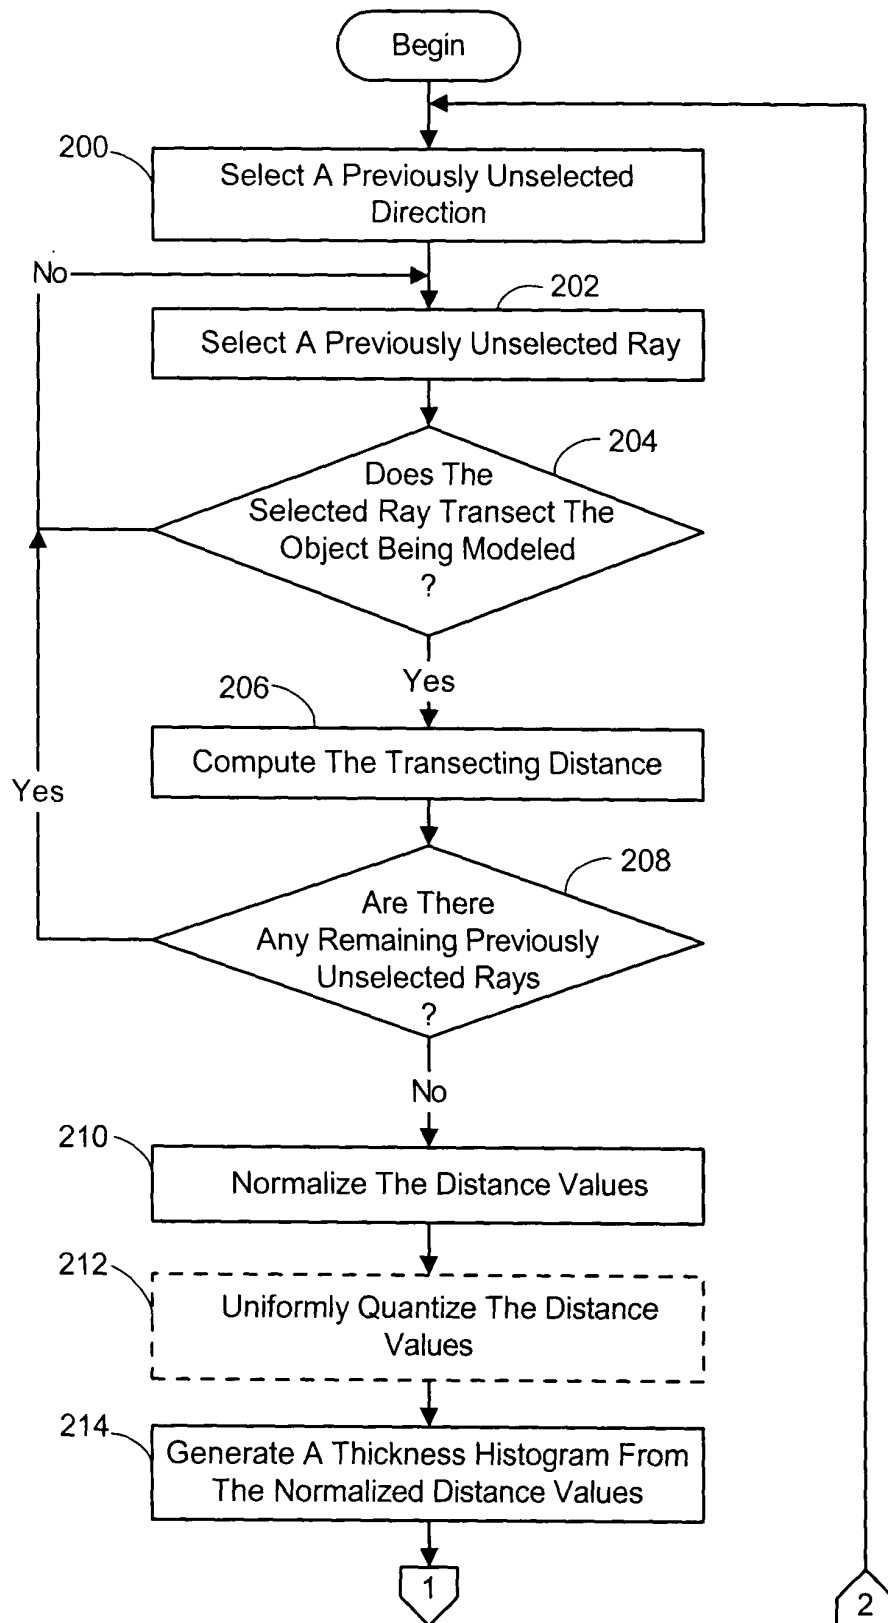 Begin
200
Select A Previously Unselected
Direction
No
202
Select A Previously Unselected Ray
204
Does The
Selected Ray Transect The
Object Being Modeled
?
Yes
206
Compute The Transecting Distance
Yes
208
Are There
Any Remaining Previously
Unselected Rays
?
No
210
Normalize The Distance Values
212
Uniformly Quantize The Distance
Values
214
Generate A Thickness Histogram From
The Normalized Distance Values
1
2